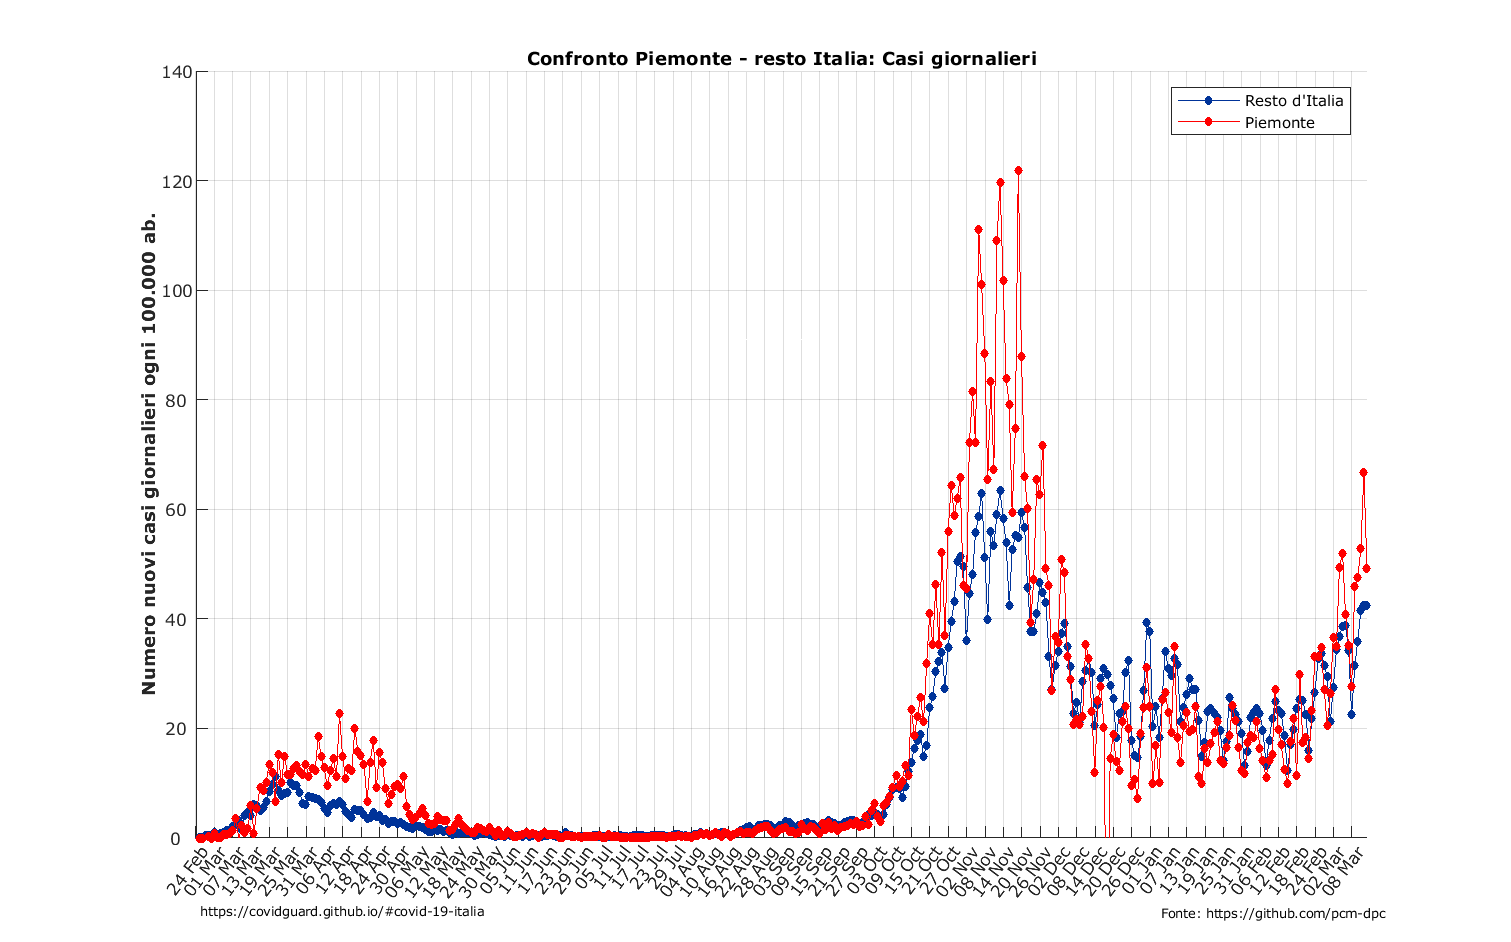 Confronto Piemonte - resto Italia: Casi giornalieri
Resto d'Italia
Piemonte
Numero nuovi casi giornalieri ogni 100.000 ab.
140
120
100
80
60
40
20
0
24 Feb
01 Mar
07 Mar
13 Mar
19 Mar
25 Mar
31 Mar
06 Apr
12 Apr
18 Apr
24 Apr
30 Apr
06 May
12 May
18 May
24 May
30 May
05 Jun
11 Jun
17 Jun
23 Jun
29 Jun
05 Jul
11 Jul
17 Jul
23 Jul
29 Jul
04 Aug
10 Aug
16 Aug
22 Aug
28 Aug
03 Sep
09 Sep
15 Sep
21 Sep
27 Sep
03 Oct
09 Oct
15 Oct
21 Oct
27 Oct
02 Nov
08 Nov
14 Nov
20 Nov
26 Nov
02 Dec
08 Dec
14 Dec
20 Dec
26 Dec
01 Jan
07 Jan
13 Jan
19 Jan
25 Jan
31 Jan
06 Feb
12 Feb
18 Feb
24 Feb
02 Mar
08 Mar
https://covidguard.github.io/#covid-19-italia
Fonte: https://github.com/pcm-dpc